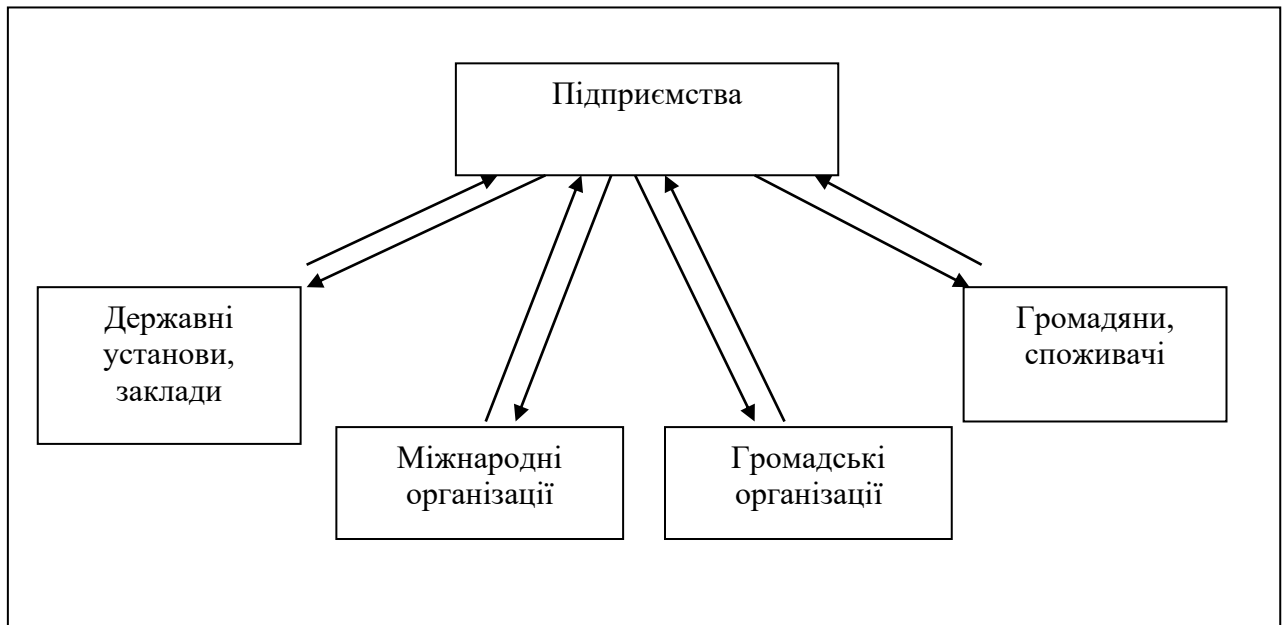 Підприємства
Державні
установи,
заклади
Громадяни,
споживачі
Міжнародні
організації
Громадські
організації